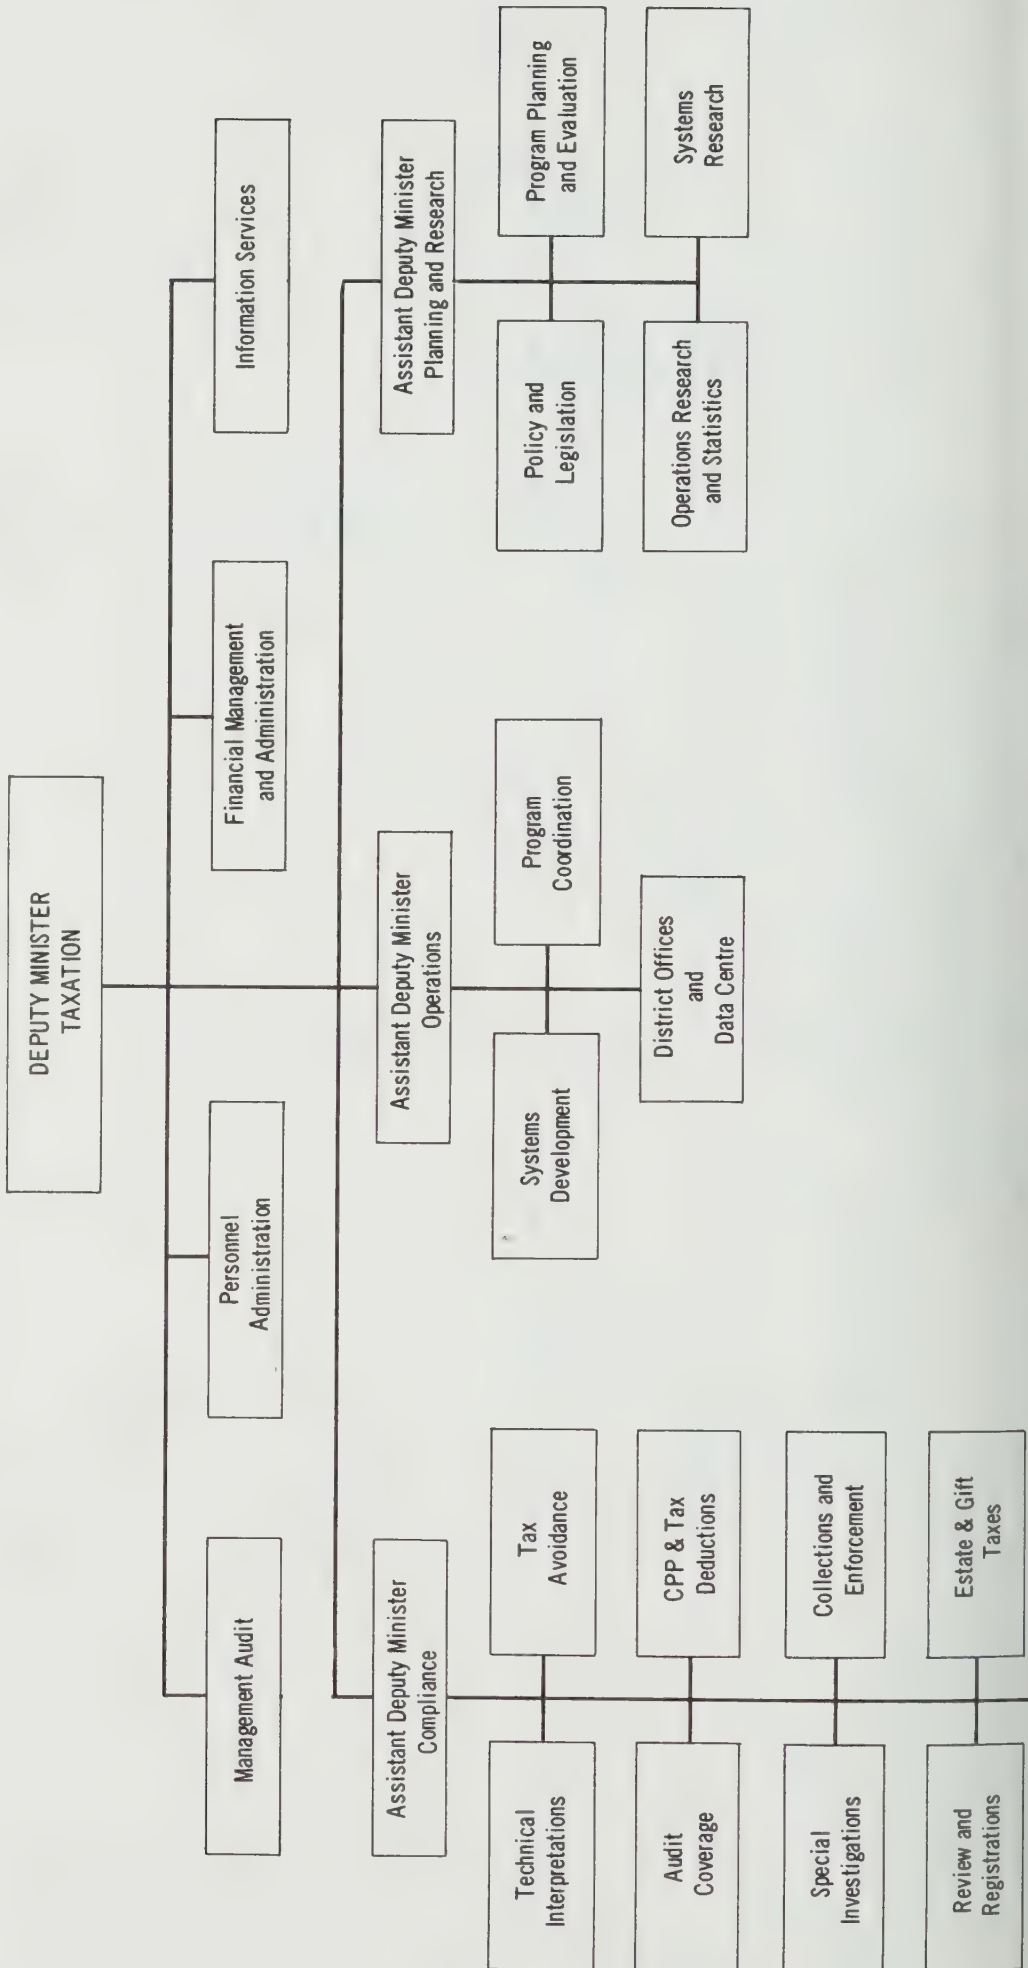 DEPUTY MINISTER
TAXATION
Management Audit
Personnel
Administration
Financial Management
and Administration
Information Services
Assistant Deputy Minister
Compliance
Assistant Deputy Minister
Operations
Assistant Deputy Minister
Planning and Research
Technical
Interpretations
Tax
Avoidance
Audit
Coverage
CPP & Tax
Deductions
Special
Investigations
Collections and
Enforcement
Review and
Registrations
Estate & Gift
Taxes
Systems
Development
Program
Coordination
District Offices
and
Data Centre
Policy and
Legislation
Program Planning
and Evaluation
Operations Research
and Statistics
Systems
Research